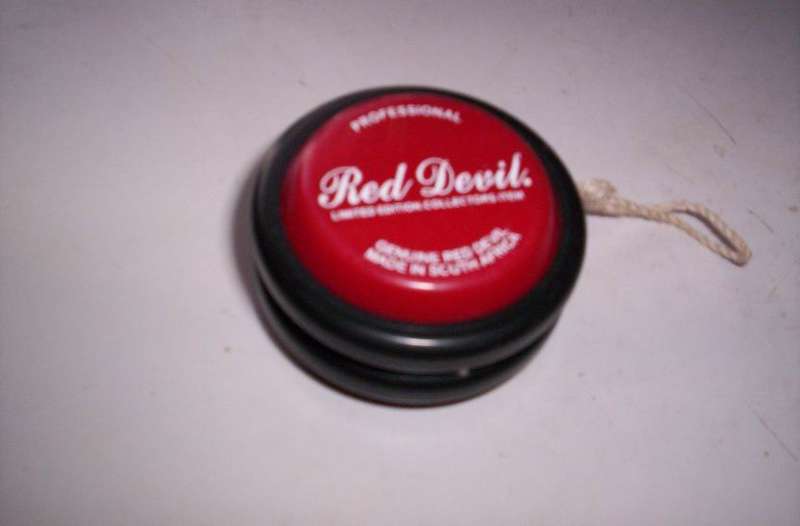 PROFESSIONAL
Red Devil.
LIMITED EDITION COLLECTORS ITEM
GENUINE RED DEVIL
MADE IN SOUTH AFRICA